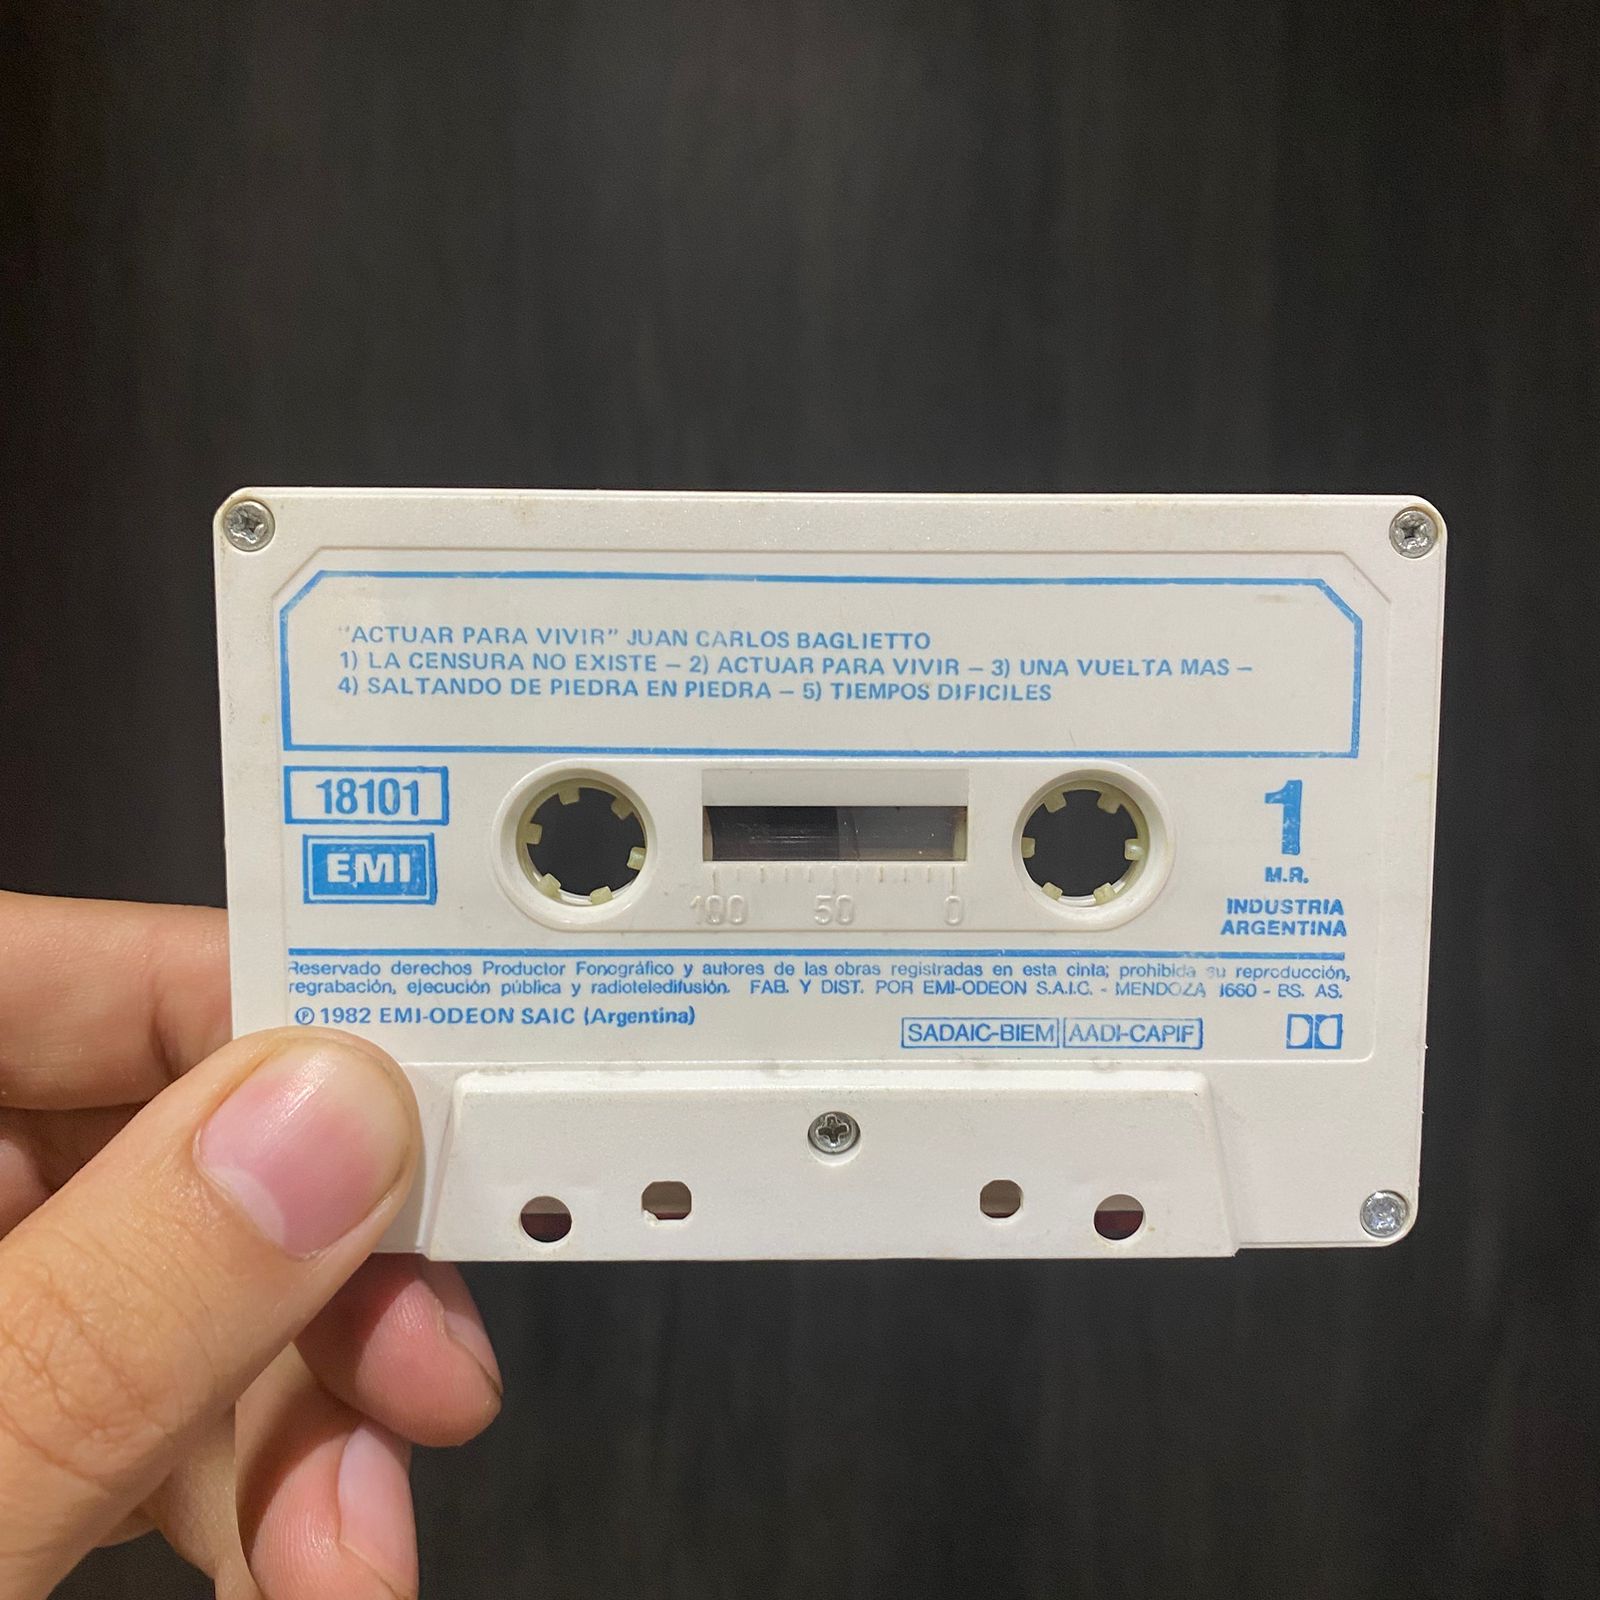 "ACTUAR PARA VIVIR" JUAN CARLOS BAGLIETTO
1) LA CENSURA NO EXISTE – 2) ACTUAR PARA VIVIR – 3) UNA VUELTA MAS –
4) SALTANDO DE PIEDRA EN PIEDRA – 5) TIEMPOS DIFICILES
18101
EMI
100 50 0
1
M.R.
INDUSTRIA
ARGENTINA
Reservado derechos Productor Fonográfico y autores de las obras registradas en esta cinta; prohibida su reproducción,
regrabación, ejecución pública y radioteledifusión. FAB. Y DIST. POR EMI-ODEON S.A.I.C. - MENDOZA 1660 - BS. AS.
℗ 1982 EMI-ODEON SAIC (Argentina)
SADAIC-BIEM AADI-CAPIF